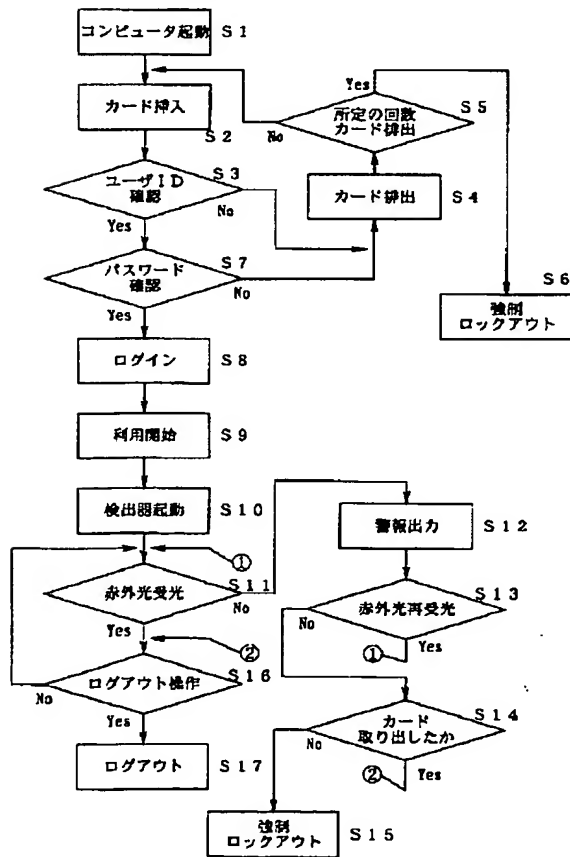 コンピュータ起動 S1
カード挿入
S2
Yes
所定の回数
カード排出
S5
No
ユーザID
確認
S3
No
Yes
カード排出 S4
パスワード
確認
S7
No
Yes
強制
ロックアウト
S6
ログイン S8
利用開始 S9
検出器起動 S10
①
赤外光受光
S11
No
Yes
警報出力 S12
赤外光再受光
S13
No
Yes
①
②
ログアウト操作
S16
No
Yes
カード
取り出したか
S14
No
Yes
②
ログアウト S17
強制
ロックアウト
S15